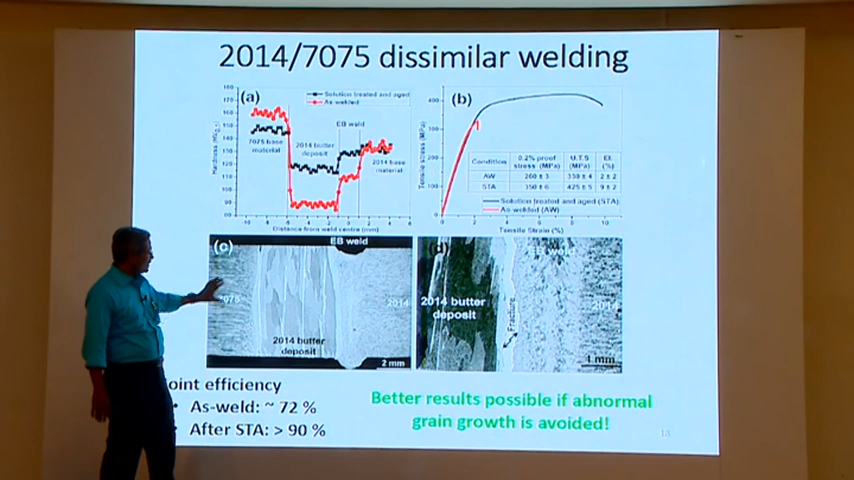 2014/7075 dissimilar welding
(a)
Solution treated and aged
As-welded
EB weld
7075 base
material
2014 butter
deposit
2014 base
material
Distance from weld centre (mm)
(b)
Tensile stress (MPa)
Condition 0.2% proof stress (MPa) U.T.S (MPa) El. (%)
AW 260 ± 3 330 ± 4 2 ± 2
STA 350 ± 6 425 ± 5 9 ± 2
Solution treated and aged (STA)
As-welded (AW)
Tensile Strain (%)
(c)
EB weld
7075
2014
2014 butter
deposit
2 mm
(d)
2014 butter
deposit
Fracture
2014
1 mm
oint efficiency
• As-weld: ~ 72 %
After STA: > 90 %
Better results possible if abnormal
grain growth is avoided!
13